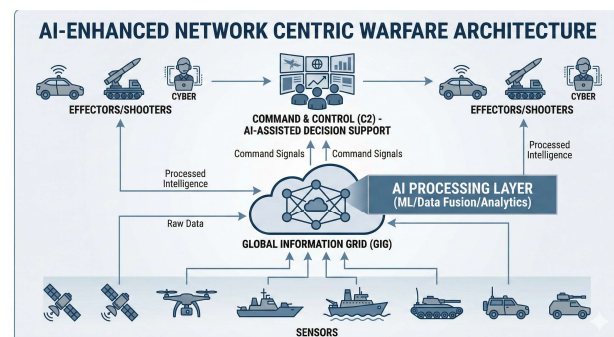 AI-ENHANCED NETWORK CENTRIC WARFARE ARCHITECTURE
CYBER
EFFECTORS/SHOOTERS
COMMAND & CONTROL (C2) -
AI-ASSISTED DECISION SUPPORT
CYBER
EFFECTORS/SHOOTERS
Command Signals
Command Signals
Processed
Intelligence
Processed
Intelligence
AI PROCESSING LAYER
(ML/Data Fusion/Analytics)
Raw Data
GLOBAL INFORMATION GRID (GIG)
SENSORS